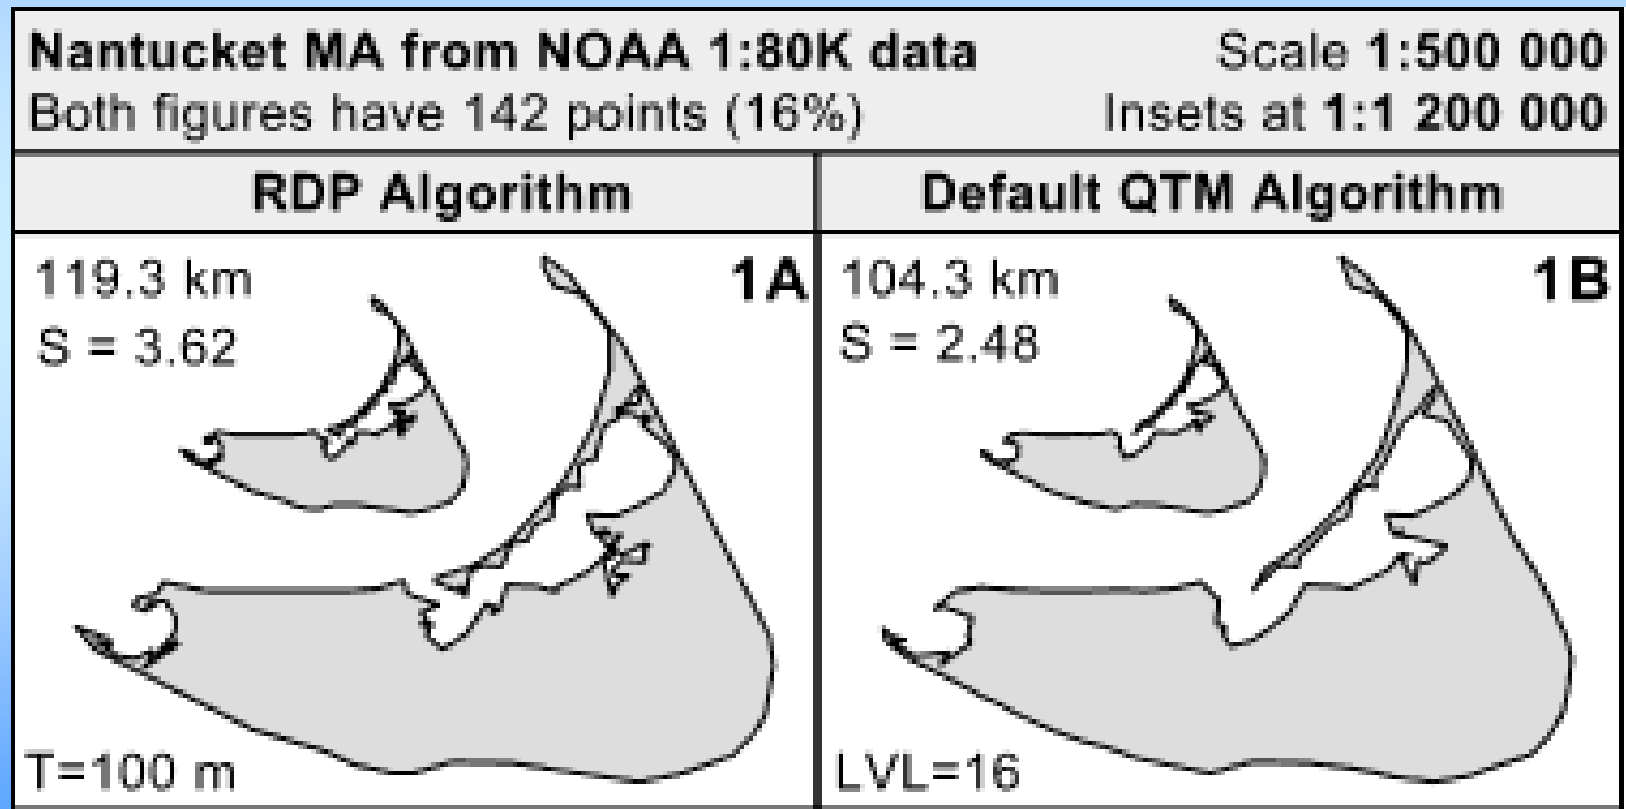 Nantucket MA from NOAA 1:80K data
Scale 1:500 000
Both figures have 142 points (16%)
Insets at 1:1 200 000
RDP Algorithm
Default QTM Algorithm
119.3 km
1A
S = 3.62
T=100 m
104.3 km
1B
S = 2.48
LVL=16